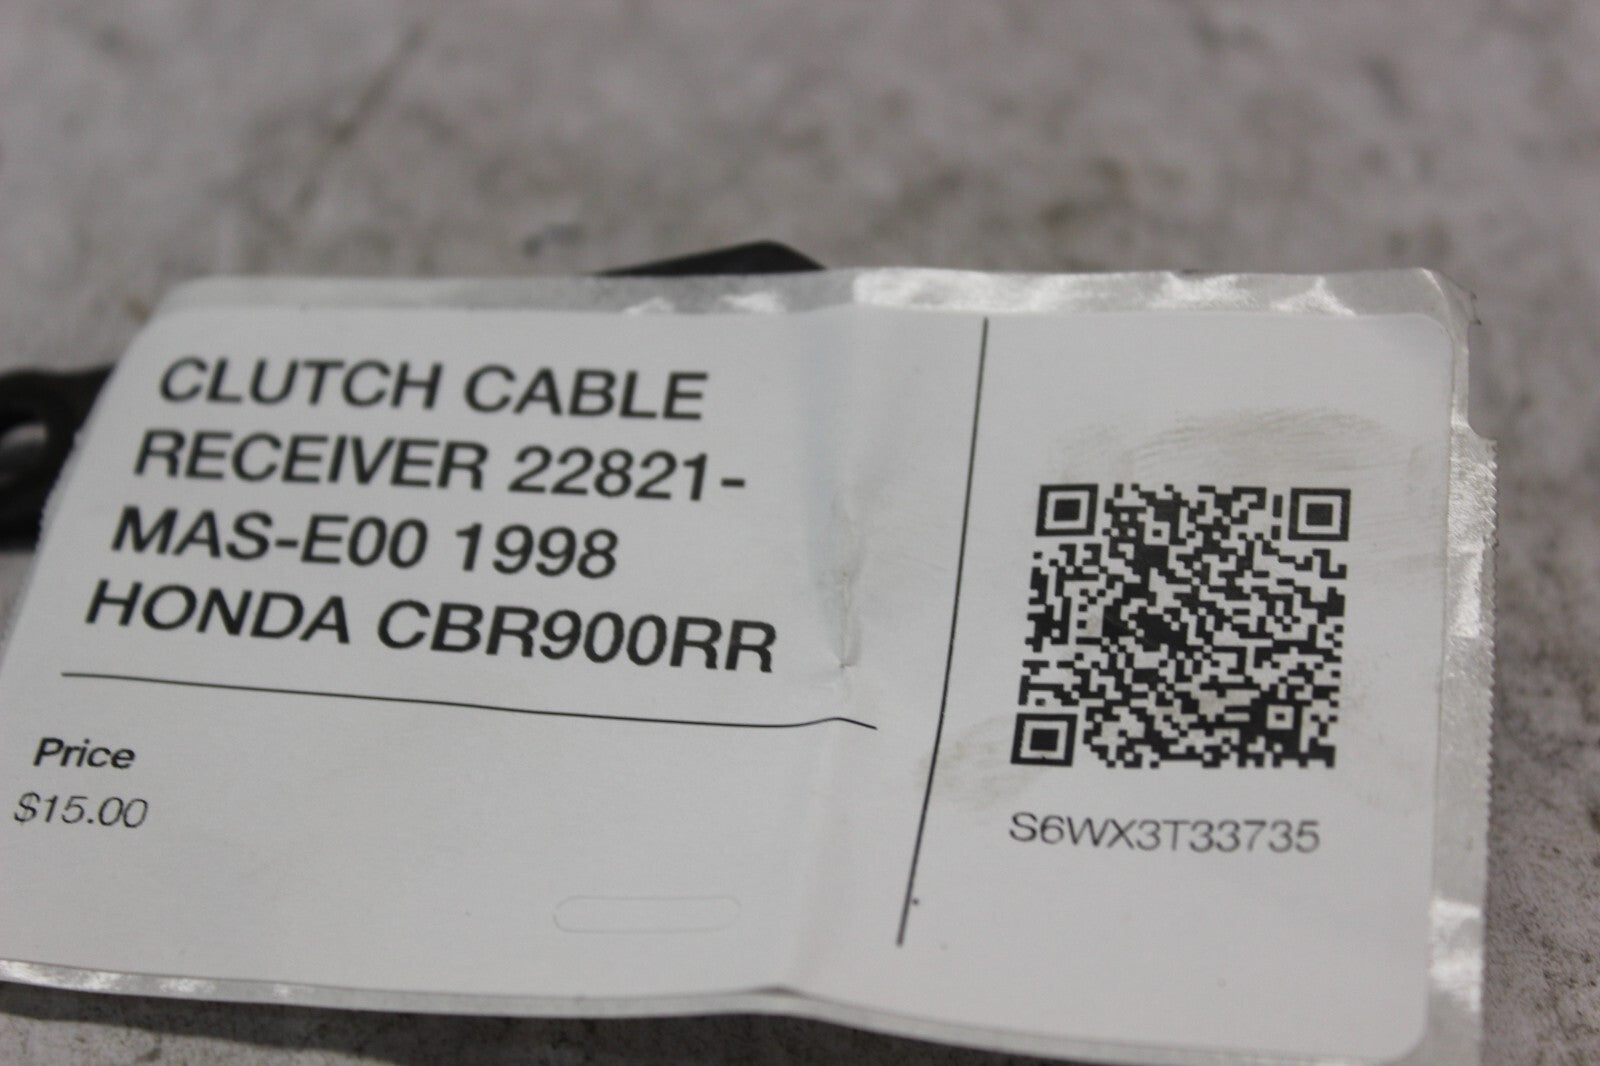 CLUTCH CABLE
RECEIVER 22821-
MAS-E00 1998
HONDA CBR900RR
Price
$15.00
S6WX3T33735